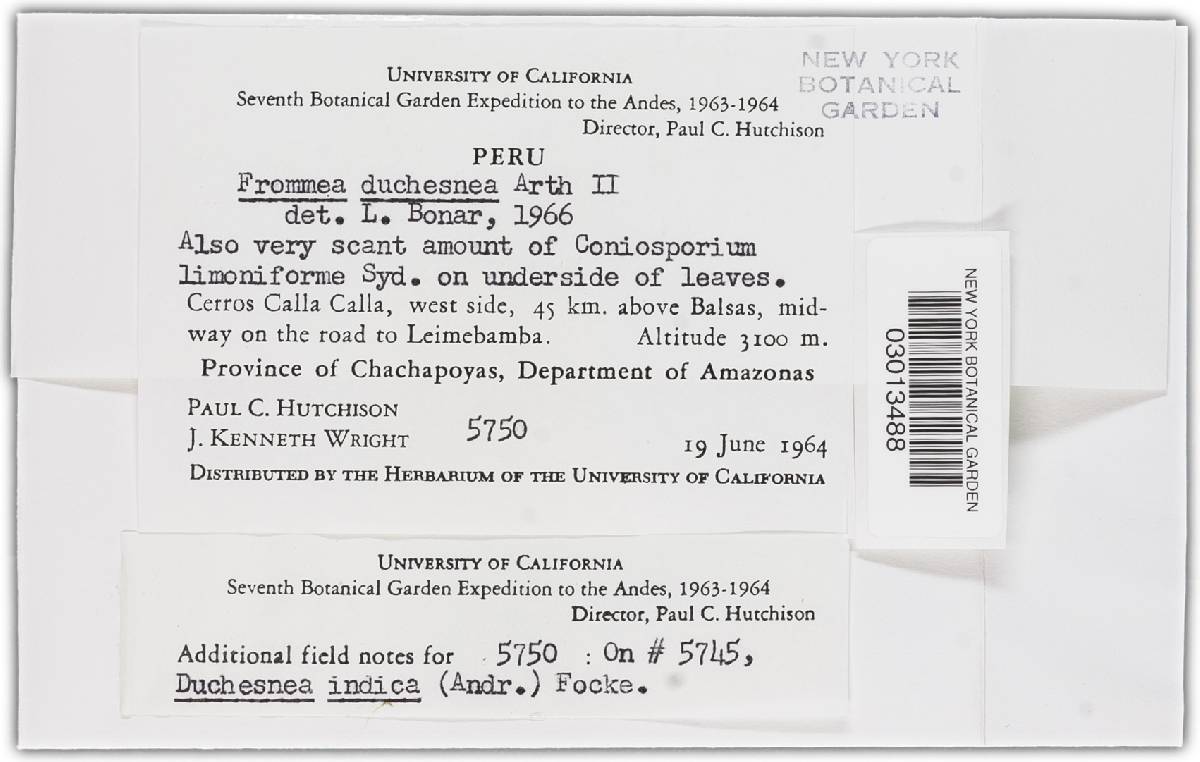 UNIVERSITY OF CALIFORNIA
Seventh Botanical Garden Expedition to the Andes, 1963-1964
Director, Paul C. Hutchison
NEW YORK
BOTANICAL
GARDEN
PERU
Frommea duchesnea Arth II
det. L. Bonar, 1966
Also very scant amount of Coniosporium
limoniforme Syd. on underside of leaves.
Cerros Calla Calla, west side, 45 km. above Balsas, mid-
way on the road to Leimebamba. Altitude 3100 m.
Province of Chachapoyas, Department of Amazonas
PAUL C. HUTCHISON
J. KENNETH WRIGHT 5750 19 June 1964
DISTRIBUTED BY THE HERBARIUM OF THE UNIVERSITY OF CALIFORNIA
NEW YORK BOTANICAL GARDEN
03013488
UNIVERSITY OF CALIFORNIA
Seventh Botanical Garden Expedition to the Andes, 1963-1964
Director, Paul C. Hutchison
Additional field notes for 5750 : On # 5745,
Duchesnea indica (Andr.) Focke.